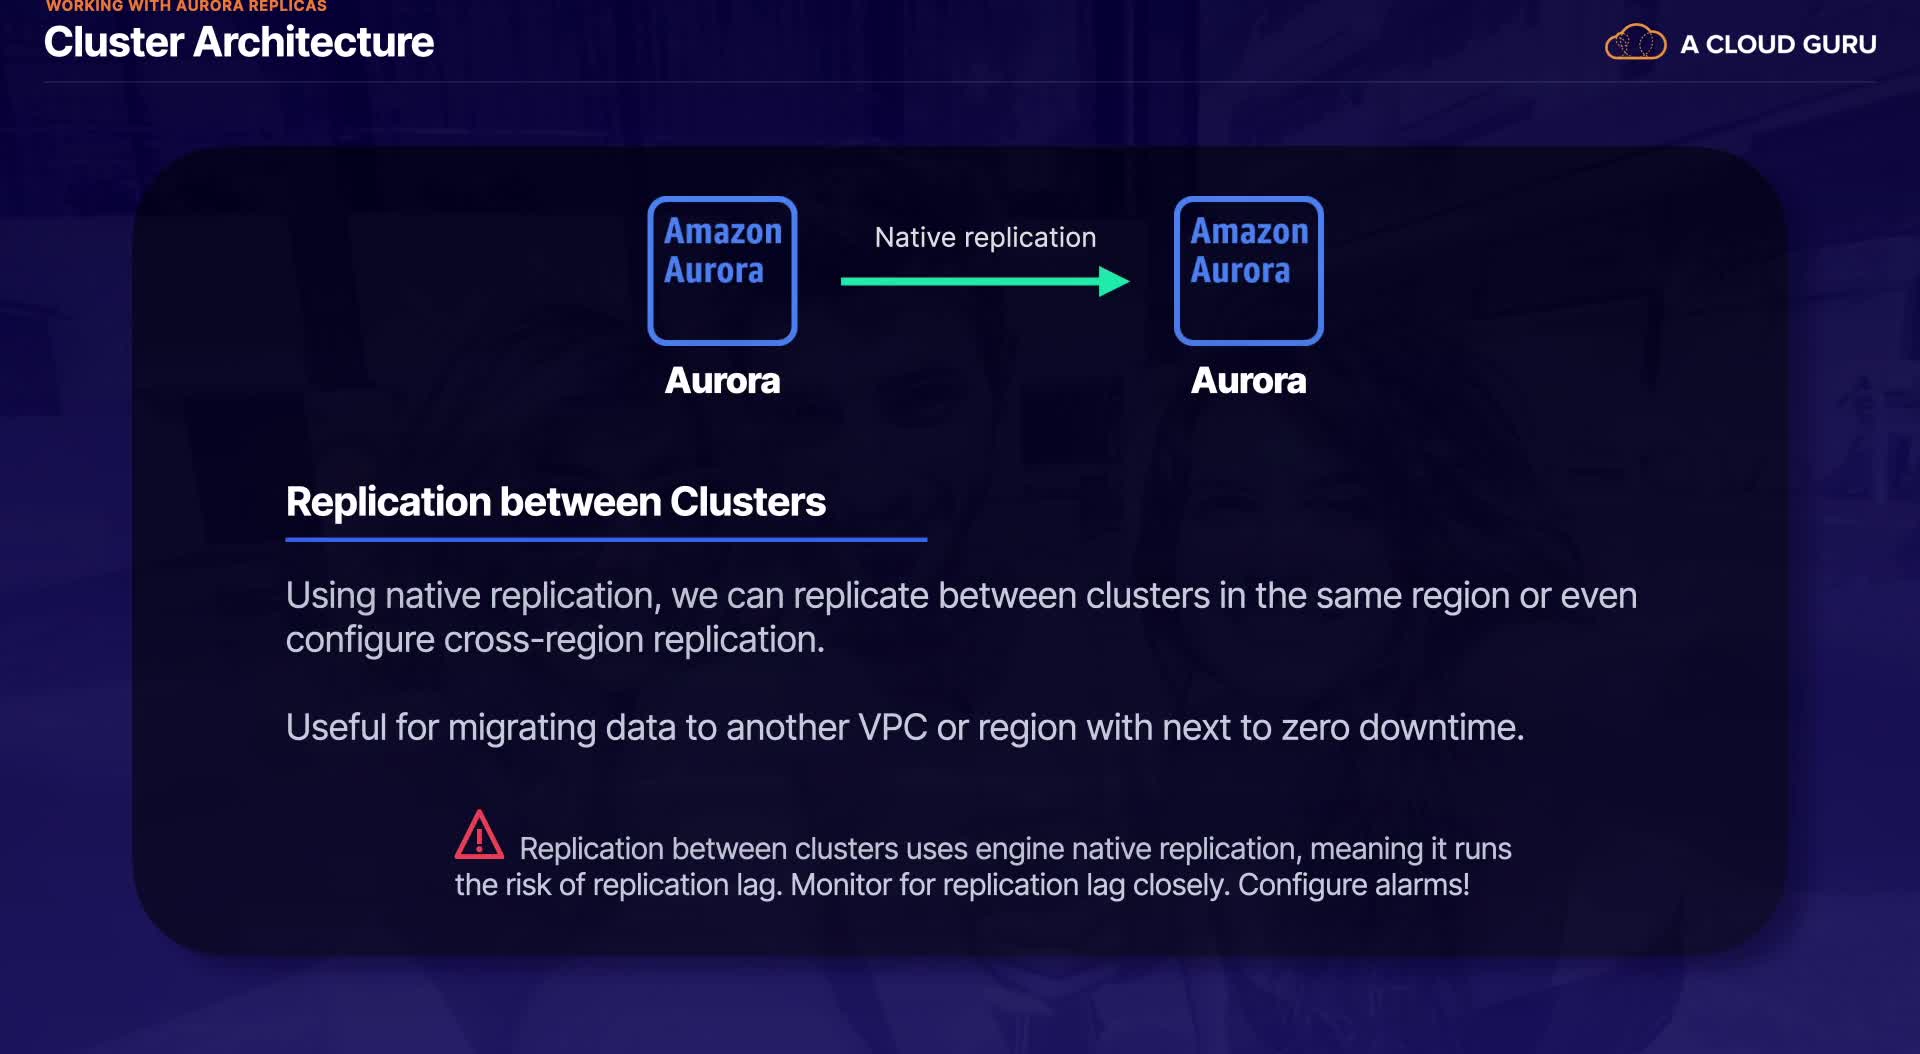 WORKING WITH AURORA REPLICAS
Cluster Architecture
A CLOUD GURU
Amazon
Aurora
Native replication
Amazon
Aurora
Aurora
Aurora
Replication between Clusters
Using native replication, we can replicate between clusters in the same region or even
configure cross-region replication.
Useful for migrating data to another VPC or region with next to zero downtime.
Replication between clusters uses engine native replication, meaning it runs
the risk of replication lag. Monitor for replication lag closely. Configure alarms!